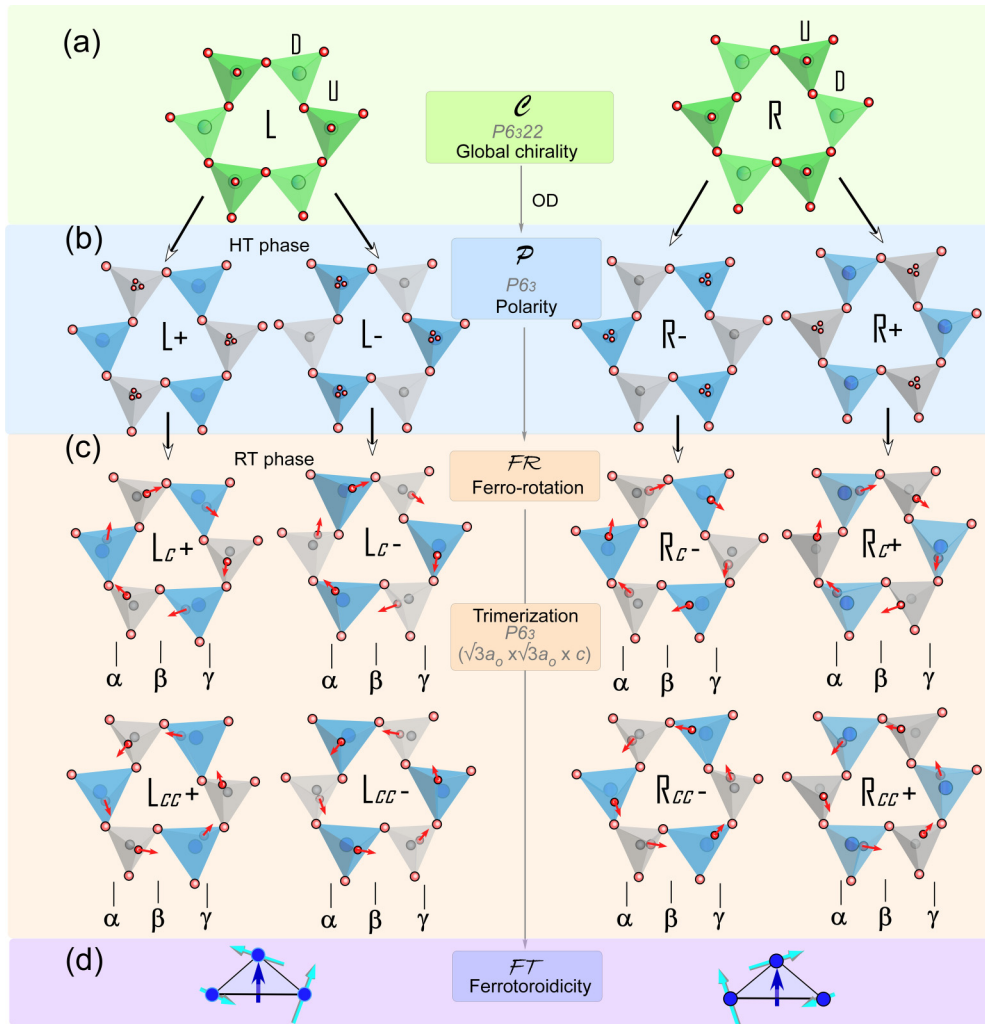 (a)
D
U
L
U
D
R
C
P6₃22
Global chirality
OD
(b)
HT phase
L+
L-
P
P6₃
Polarity
R-
R+
(c)
RT phase
FR
Ferro-rotation
Lc+
Lc-
Rc-
Rc+
Trimerization
P6₃
(√3aₒ x√3aₒ x c)
α β γ
α β γ
α β γ
α β γ
Lcc+
Lcc-
Rcc-
Rcc+
α β γ
α β γ
α β γ
α β γ
(d)
FT
Ferrotoroidicity